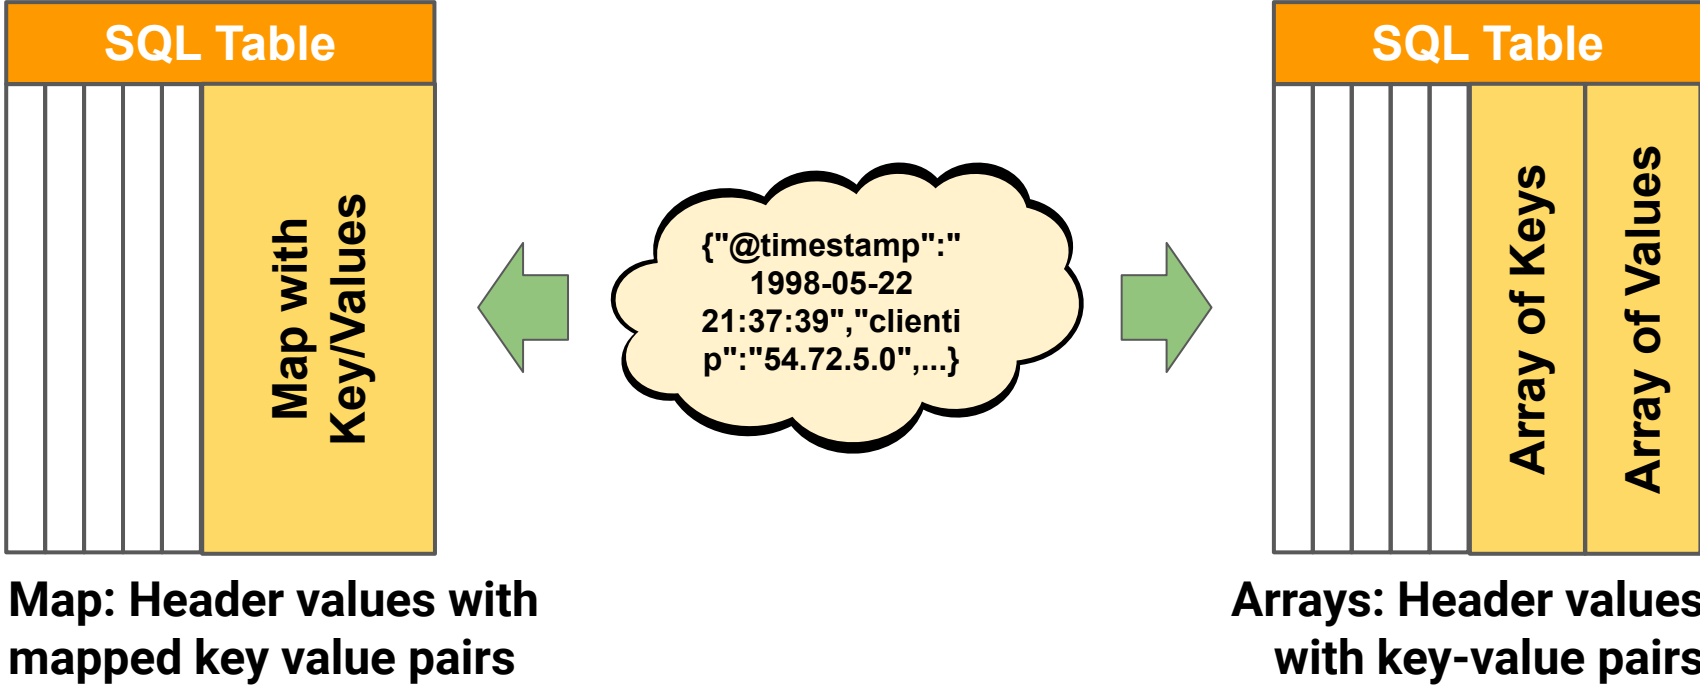 SQL Table
Map with
Key/Values
Map: Header values with
mapped key value pairs
{"@timestamp":"
1998-05-22
21:37:39","clienti
p":"54.72.5.0",...}
SQL Table
Array of Keys
Array of Values
Arrays: Header values
with key-value pairs